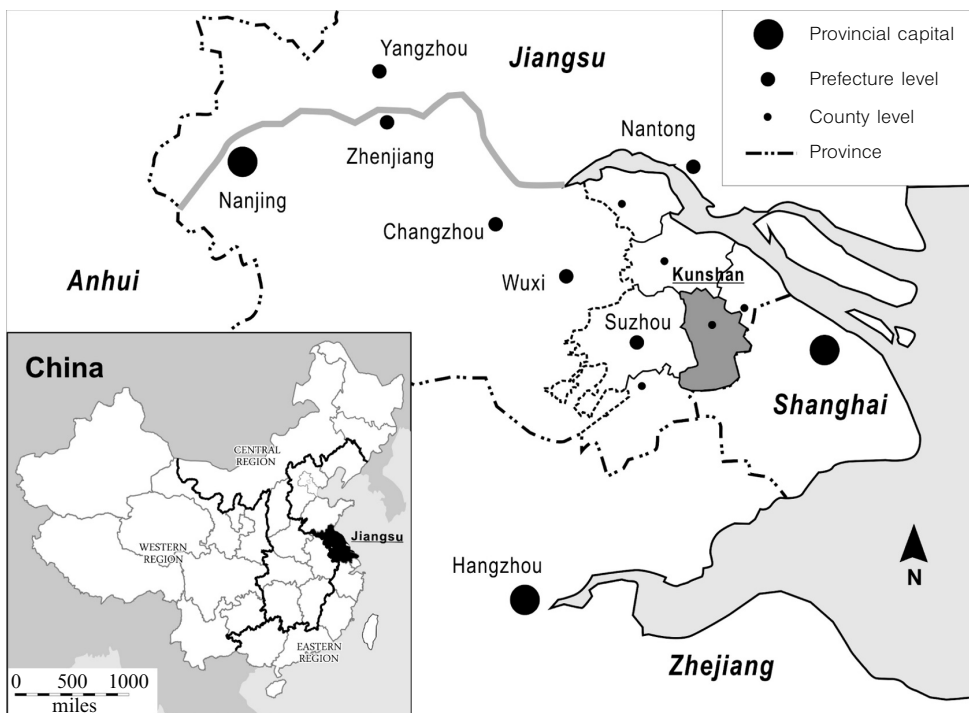 Yangzhou
Jiangsu
Provincial capital
Prefecture level
County level
Province
Nantong
Zhenjiang
Nanjing
Changzhou
Anhui
Wuxi
Kunshan
Suzhou
Shanghai
China
CENTRAL
REGION
WESTERN
REGION
Jiangsu
EASTERN
REGION
0 500 1000
miles
Hangzhou
N
Zhejiang